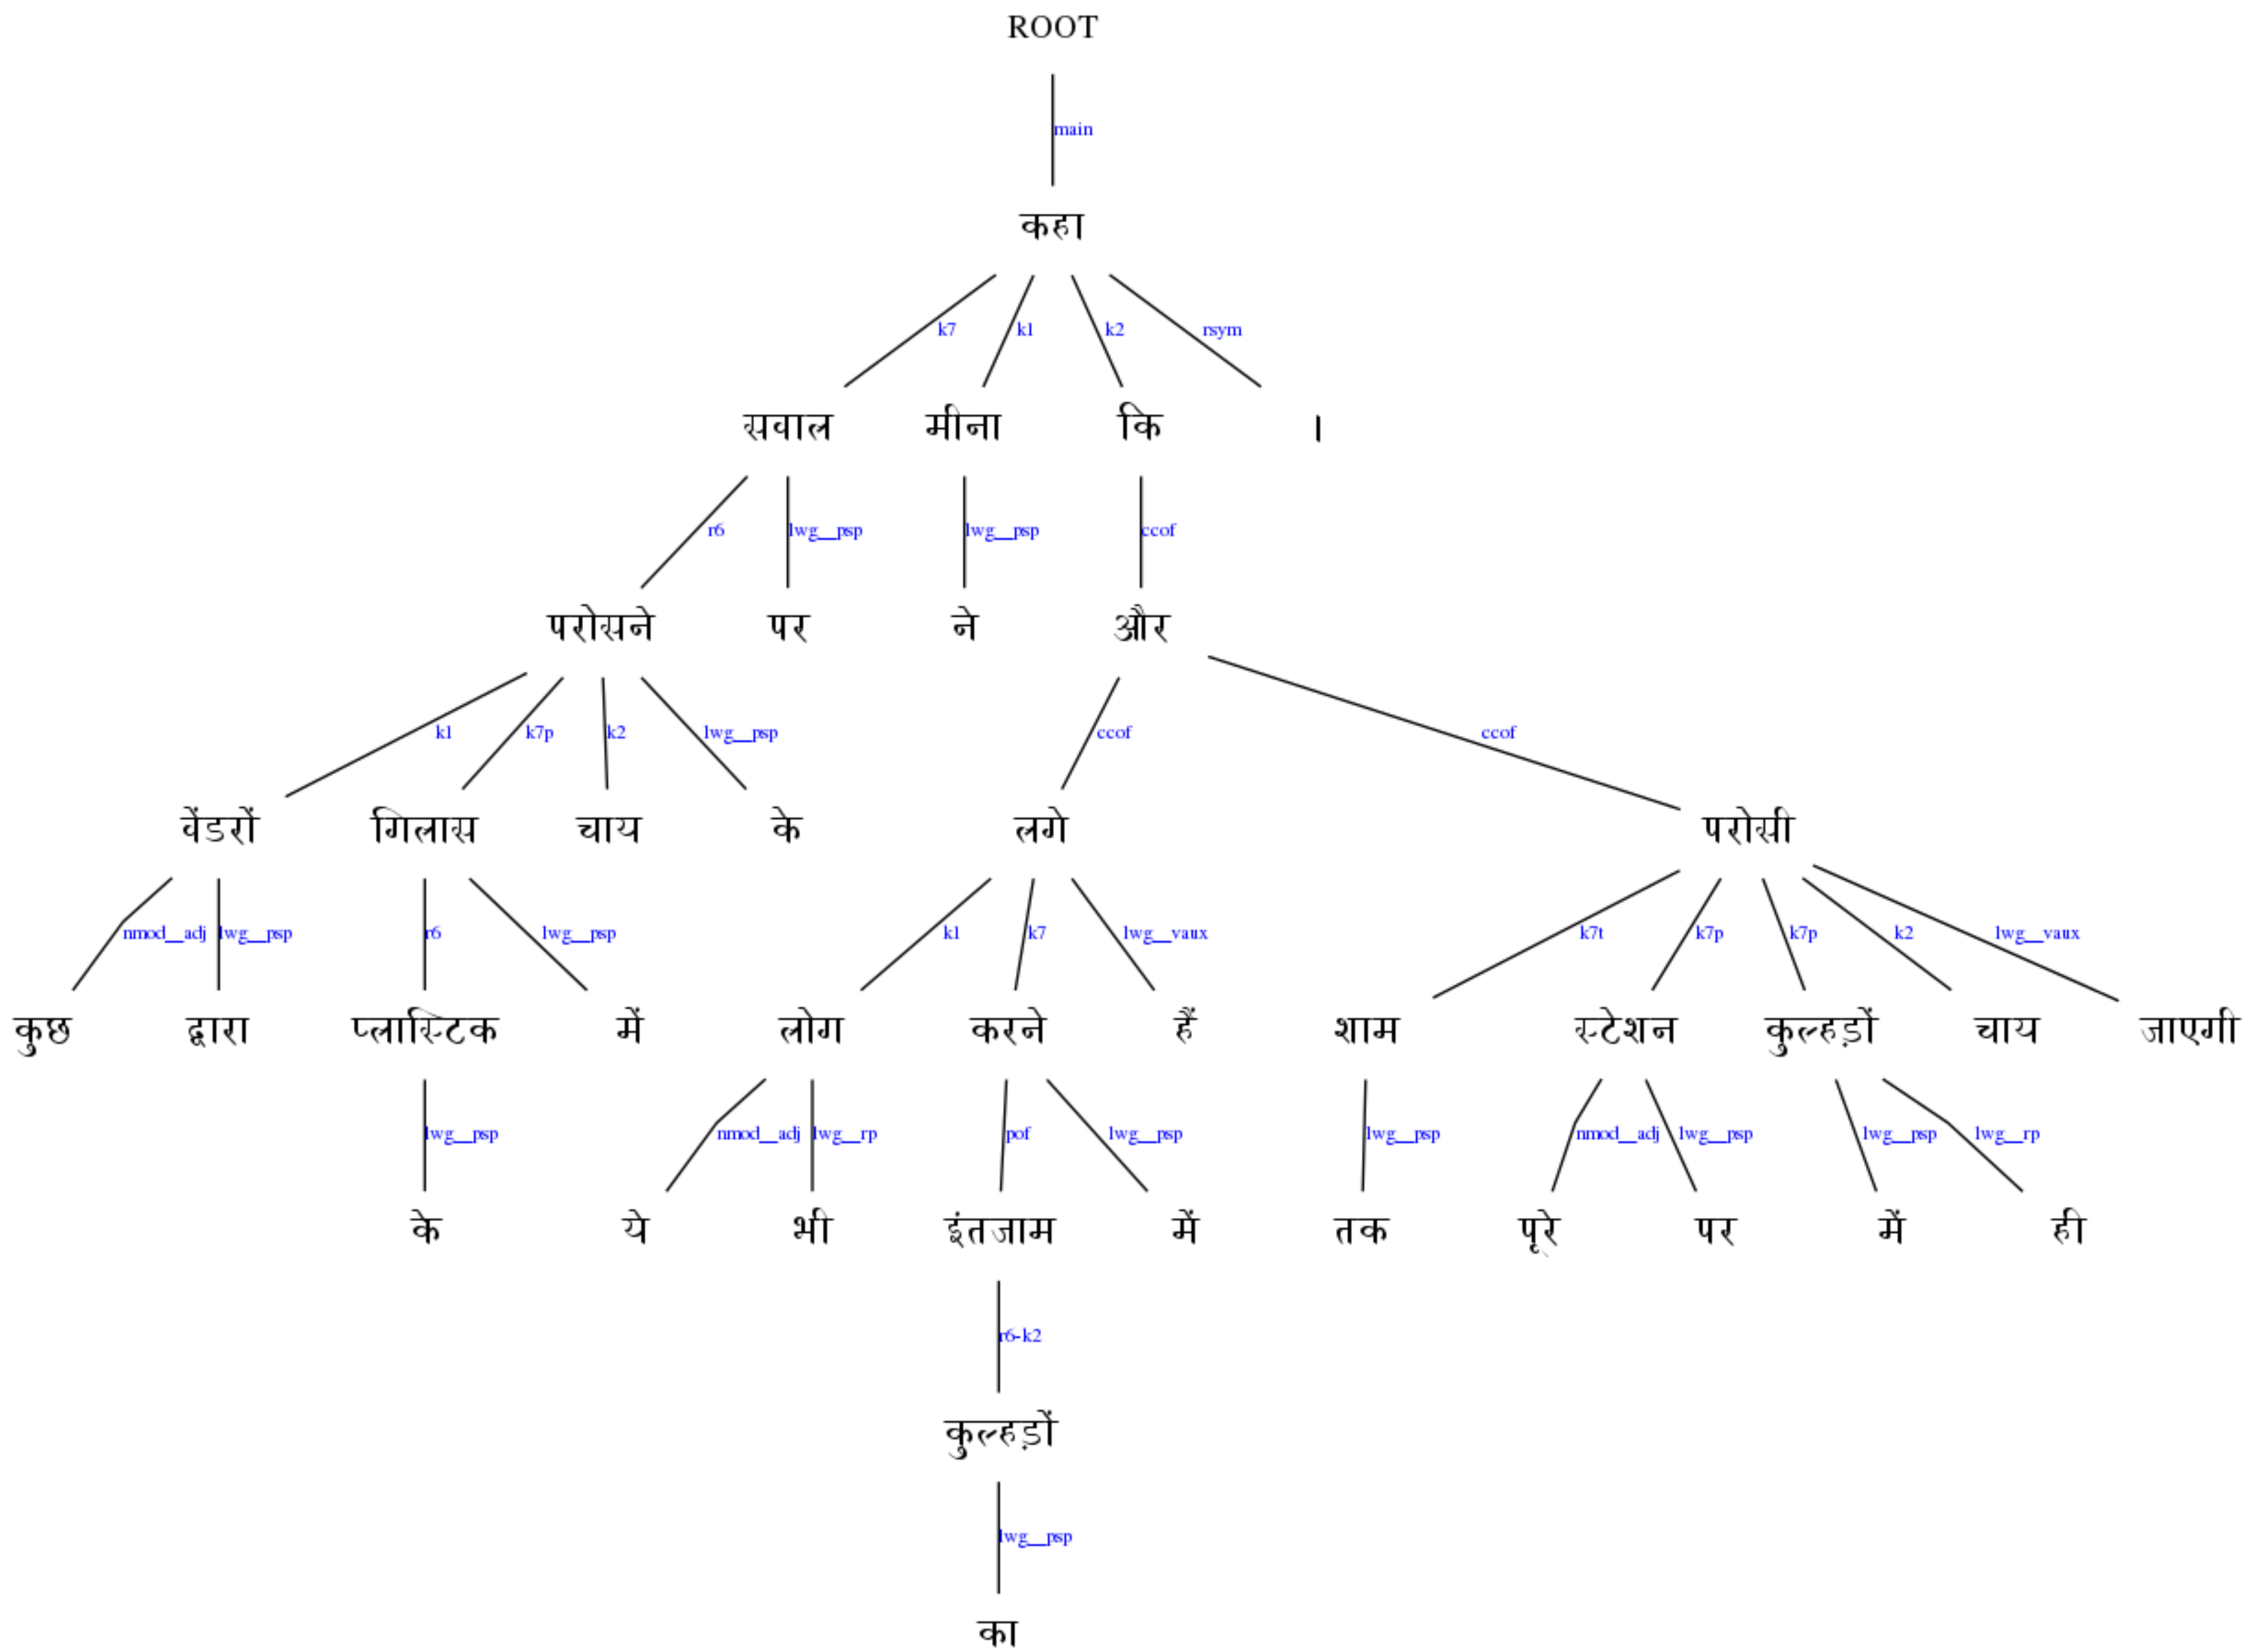 ROOT
main
कहा
k7 k1 k2 rsym
सवाल मीना कि ।
r6 lwg__psp lwg__psp ccof
परोसने पर ने और
k1 k7p k2 lwg__psp ccof ccof
वेंडरों गिलास चाय के लगे परोसी
nmod__adj lwg__psp r6 lwg__psp k1 k7 lwg__vaux k7t k7p k7p k2 lwg__vaux
कुछ द्वारा प्लास्टिक में लोग करने हैं शाम स्टेशन कुल्हड़ों चाय जाएगी
lwg__psp nmod__adj lwg__rp pof lwg__psp lwg__psp nmod__adj lwg__psp lwg__psp lwg__rp
के ये भी इंतजाम में तक पूरे पर में ही
r6-k2
कुल्हड़ों
lwg__psp
का